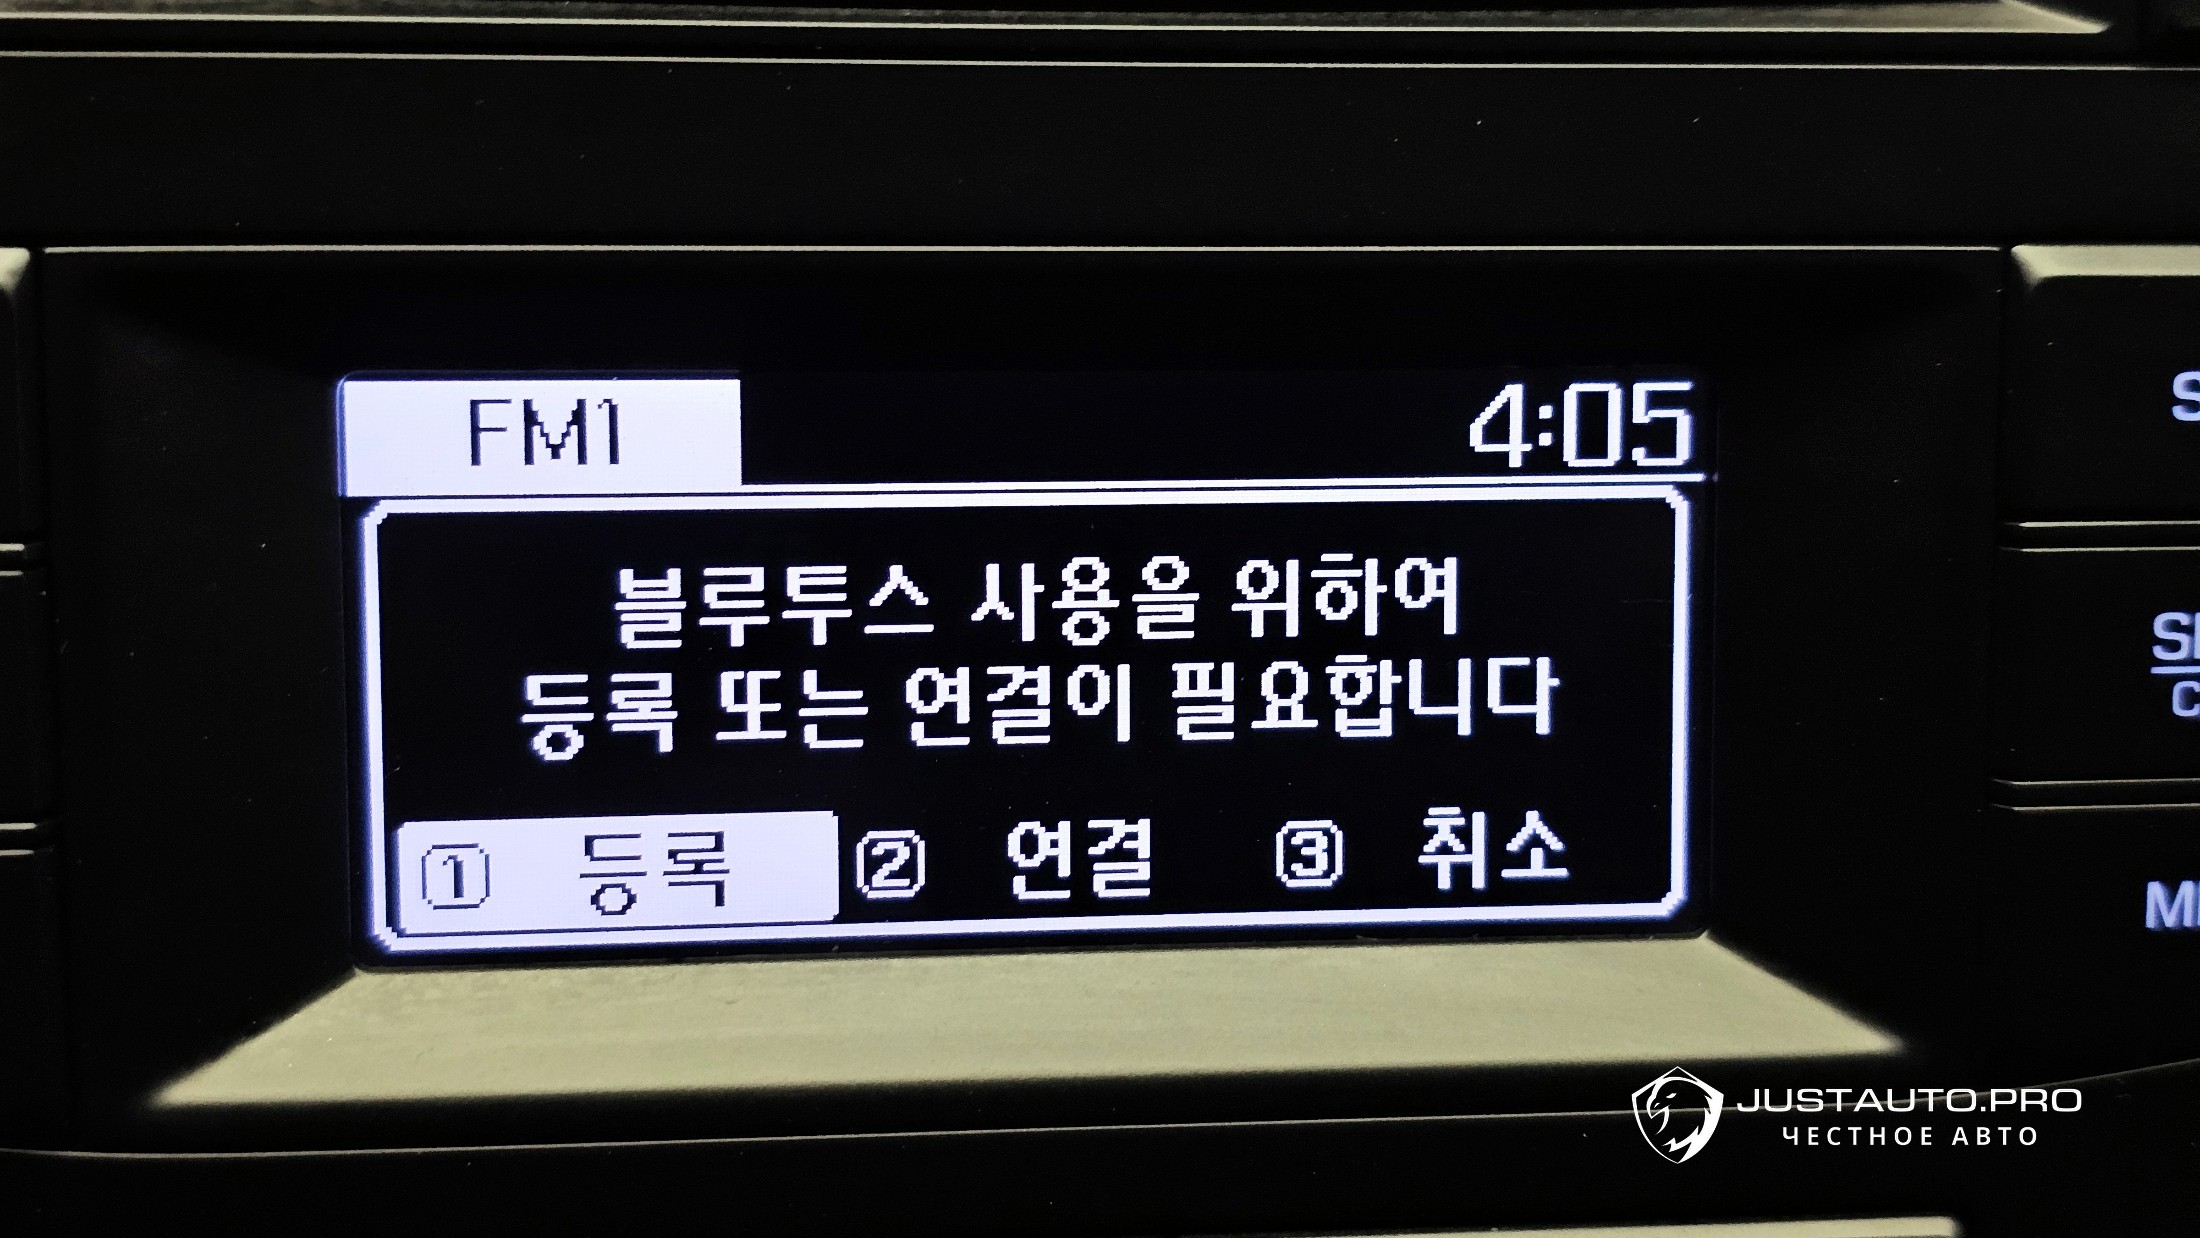 FM1 4:05
블루투스 사용을 위하여
등록 또는 연결이 필요합니다
① 등록 ② 연결 ③ 취소
JUSTAUTO.PRO
ЧЕСТНОЕ АВТО